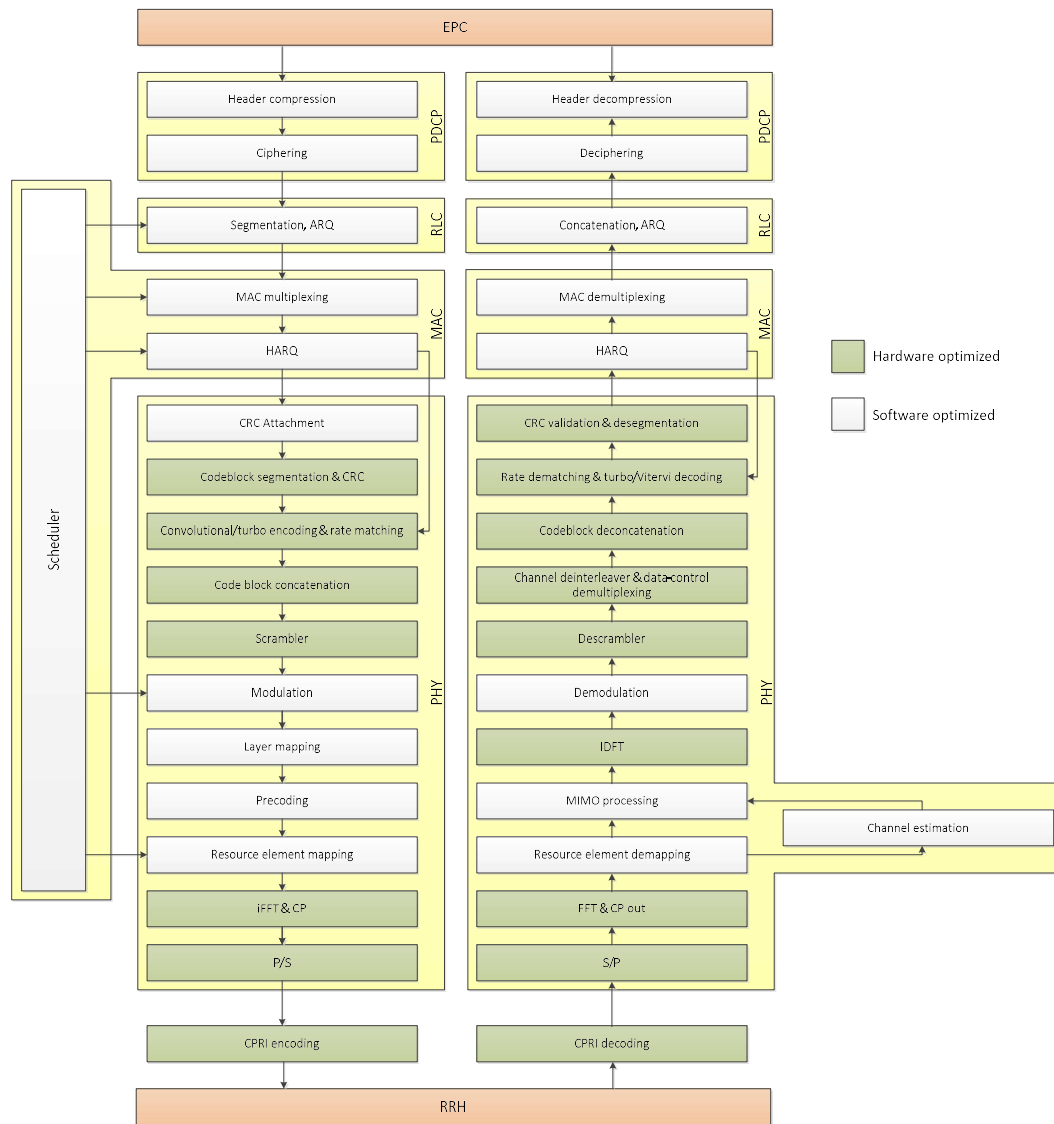 EPC
Header compression
Ciphering
PDCP
Segmentation, ARQ
RLC
MAC multiplexing
HARQ
MAC
Scheduler
CRC Attachment
Codeblock segmentation & CRC
Convolutional/turbo encoding & rate matching
Code block concatenation
Scrambler
Modulation
Layer mapping
Precoding
Resource element mapping
iFFT & CP
P/S
PHY
CPRI encoding
Header decompression
Deciphering
PDCP
Concatenation, ARQ
RLC
MAC demultiplexing
HARQ
MAC
CRC validation & desegmentation
Rate dematching & turbo/Vitervi decoding
Codeblock deconcatenation
Channel deinterleaver & data-control
demultiplexing
Descrambler
Demodulation
IDFT
MIMO processing
Resource element demapping
FFT & CP out
S/P
PHY
Channel estimation
CPRI decoding
RRH
Hardware optimized
Software optimized